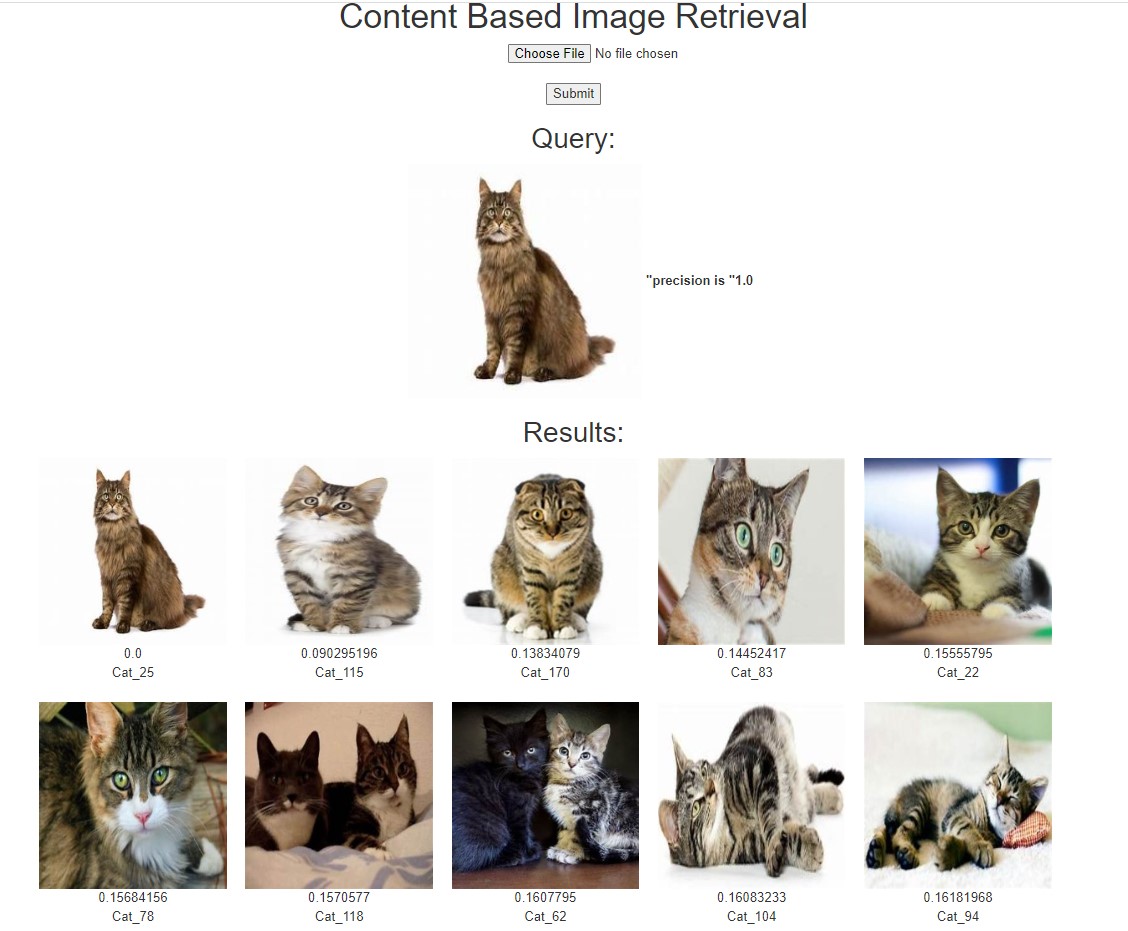 Content Based Image Retrieval
Choose File No file chosen
Submit
Query:
"precision is "1.0
Results:
0.0
Cat_25
0.090295196
Cat_115
0.13834079
Cat_170
0.14452417
Cat_83
0.15555795
Cat_22
0.15684156
Cat_78
0.1570577
Cat_118
0.1607795
Cat_62
0.16083233
Cat_104
0.16181968
Cat_94